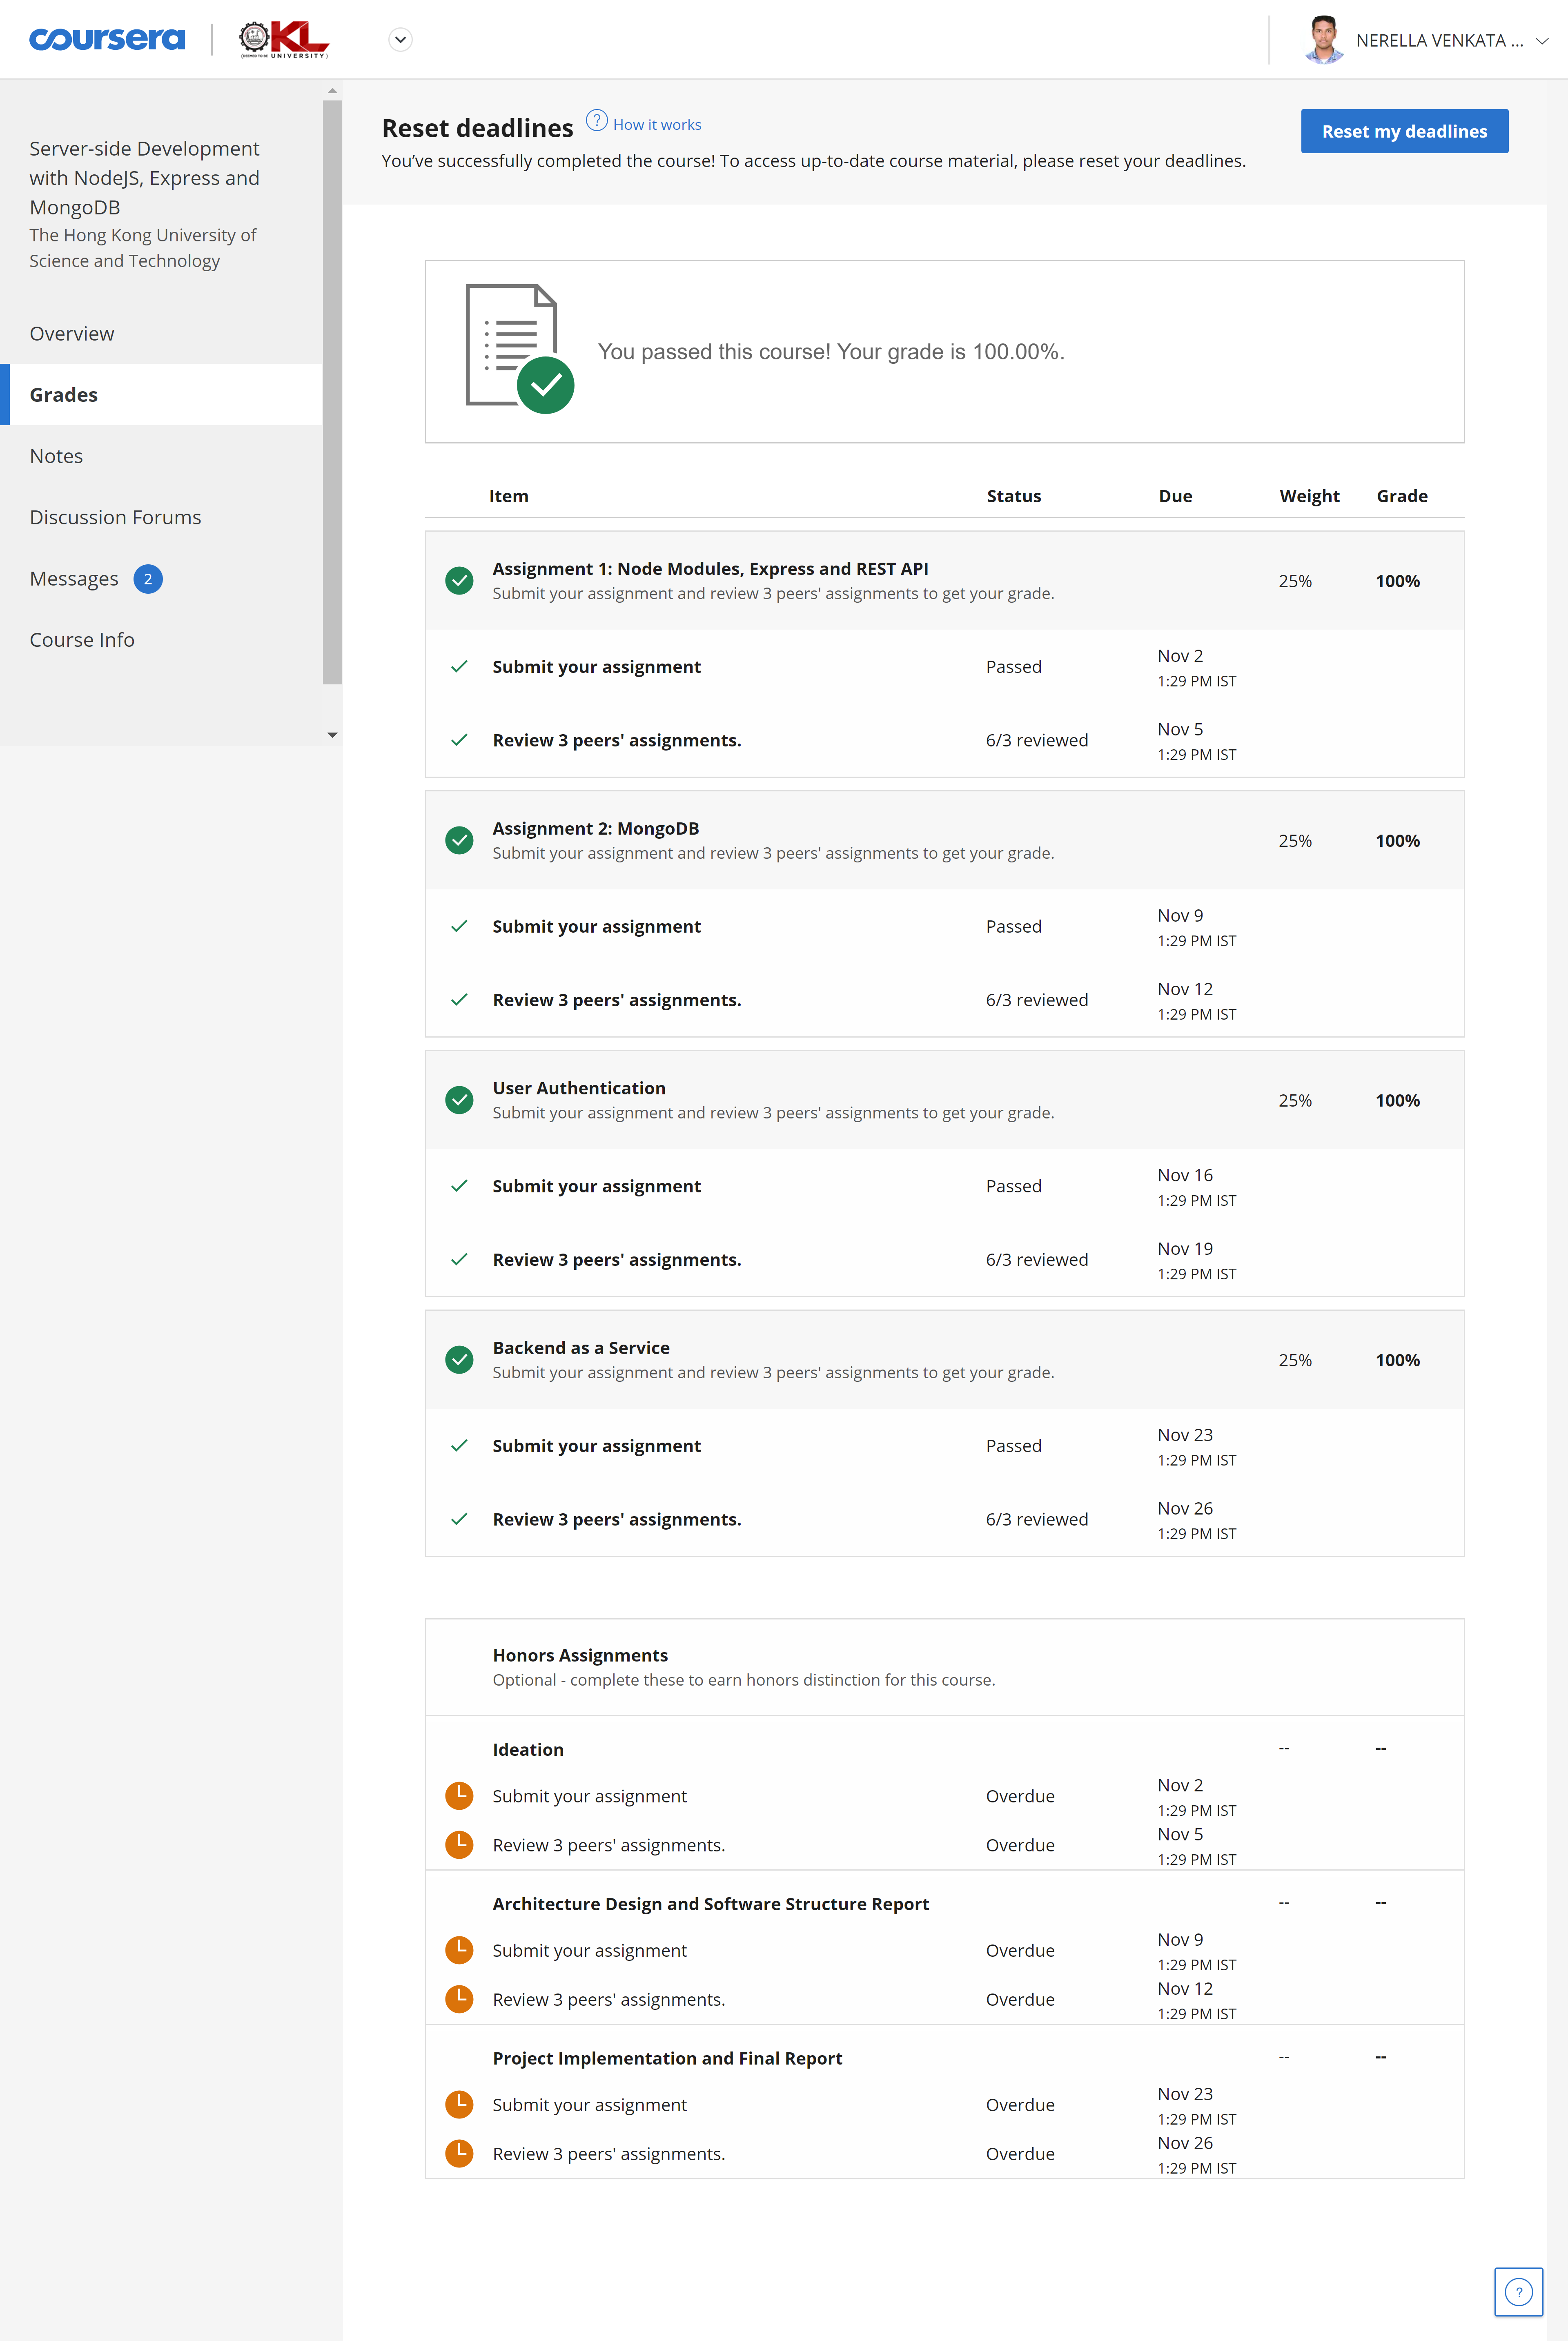 coursera
KL
(DEEMED TO BE UNIVERSITY)
NERELLA VENKATA ...
Server-side Development
with NodeJS, Express and
MongoDB
The Hong Kong University of
Science and Technology
Overview
Grades
Notes
Discussion Forums
Messages 2
Course Info
Reset deadlines ? How it works
You’ve successfully completed the course! To access up-to-date course material, please reset your deadlines.
Reset my deadlines
You passed this course! Your grade is 100.00%.
Item Status Due Weight Grade
Assignment 1: Node Modules, Express and REST API
Submit your assignment and review 3 peers' assignments to get your grade.
25% 100%
Submit your assignment Passed Nov 2
1:29 PM IST
Review 3 peers' assignments. 6/3 reviewed Nov 5
1:29 PM IST
Assignment 2: MongoDB
Submit your assignment and review 3 peers' assignments to get your grade.
25% 100%
Submit your assignment Passed Nov 9
1:29 PM IST
Review 3 peers' assignments. 6/3 reviewed Nov 12
1:29 PM IST
User Authentication
Submit your assignment and review 3 peers' assignments to get your grade.
25% 100%
Submit your assignment Passed Nov 16
1:29 PM IST
Review 3 peers' assignments. 6/3 reviewed Nov 19
1:29 PM IST
Backend as a Service
Submit your assignment and review 3 peers' assignments to get your grade.
25% 100%
Submit your assignment Passed Nov 23
1:29 PM IST
Review 3 peers' assignments. 6/3 reviewed Nov 26
1:29 PM IST
Honors Assignments
Optional - complete these to earn honors distinction for this course.
Ideation -- --
Submit your assignment Overdue Nov 2
1:29 PM IST
Review 3 peers' assignments. Overdue Nov 5
1:29 PM IST
Architecture Design and Software Structure Report -- --
Submit your assignment Overdue Nov 9
1:29 PM IST
Review 3 peers' assignments. Overdue Nov 12
1:29 PM IST
Project Implementation and Final Report -- --
Submit your assignment Overdue Nov 23
1:29 PM IST
Review 3 peers' assignments. Overdue Nov 26
1:29 PM IST
?